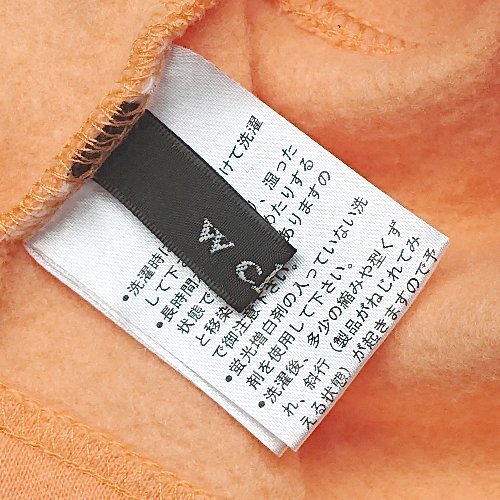 W
C
・洗濯時に
けて洗濯
して下
・長時間
、湿った
状態で
めたりする
と移染
ありますの
で御注意下さい。
・蛍光増白剤の入っていない洗
剤を使用して下さい。
・洗濯後、多少の縮みや型くず
れ、斜行（製品がねじれてみ
える状態）が起きますので予